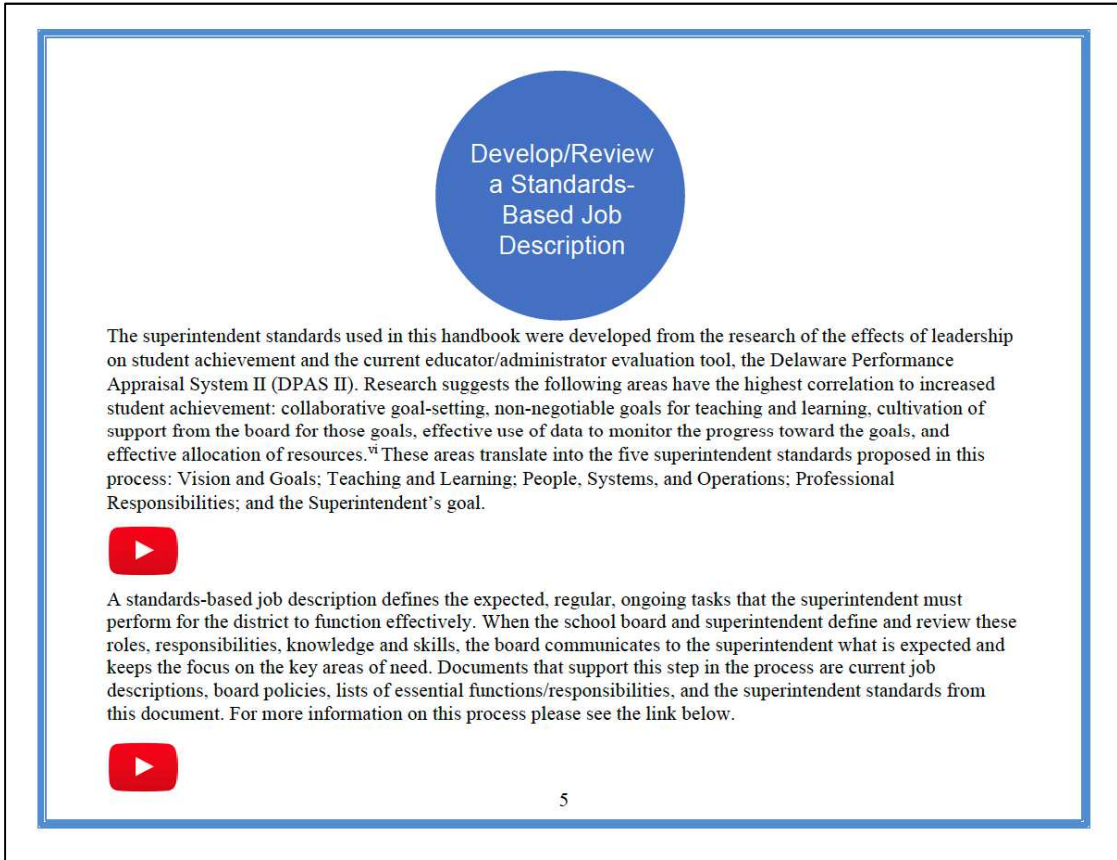 Develop/Review
a Standards-
Based Job
Description
The superintendent standards used in this handbook were developed from the research of the effects of leadership
on student achievement and the current educator/administrator evaluation tool, the Delaware Performance
Appraisal System II (DPAS II). Research suggests the following areas have the highest correlation to increased
student achievement: collaborative goal-setting, non-negotiable goals for teaching and learning, cultivation of
support from the board for those goals, effective use of data to monitor the progress toward the goals, and
effective allocation of resources.vi These areas translate into the five superintendent standards proposed in this
process: Vision and Goals; Teaching and Learning; People, Systems, and Operations; Professional
Responsibilities; and the Superintendent’s goal.
A standards-based job description defines the expected, regular, ongoing tasks that the superintendent must
perform for the district to function effectively. When the school board and superintendent define and review these
roles, responsibilities, knowledge and skills, the board communicates to the superintendent what is expected and
keeps the focus on the key areas of need. Documents that support this step in the process are current job
descriptions, board policies, lists of essential functions/responsibilities, and the superintendent standards from
this document. For more information on this process please see the link below.
5